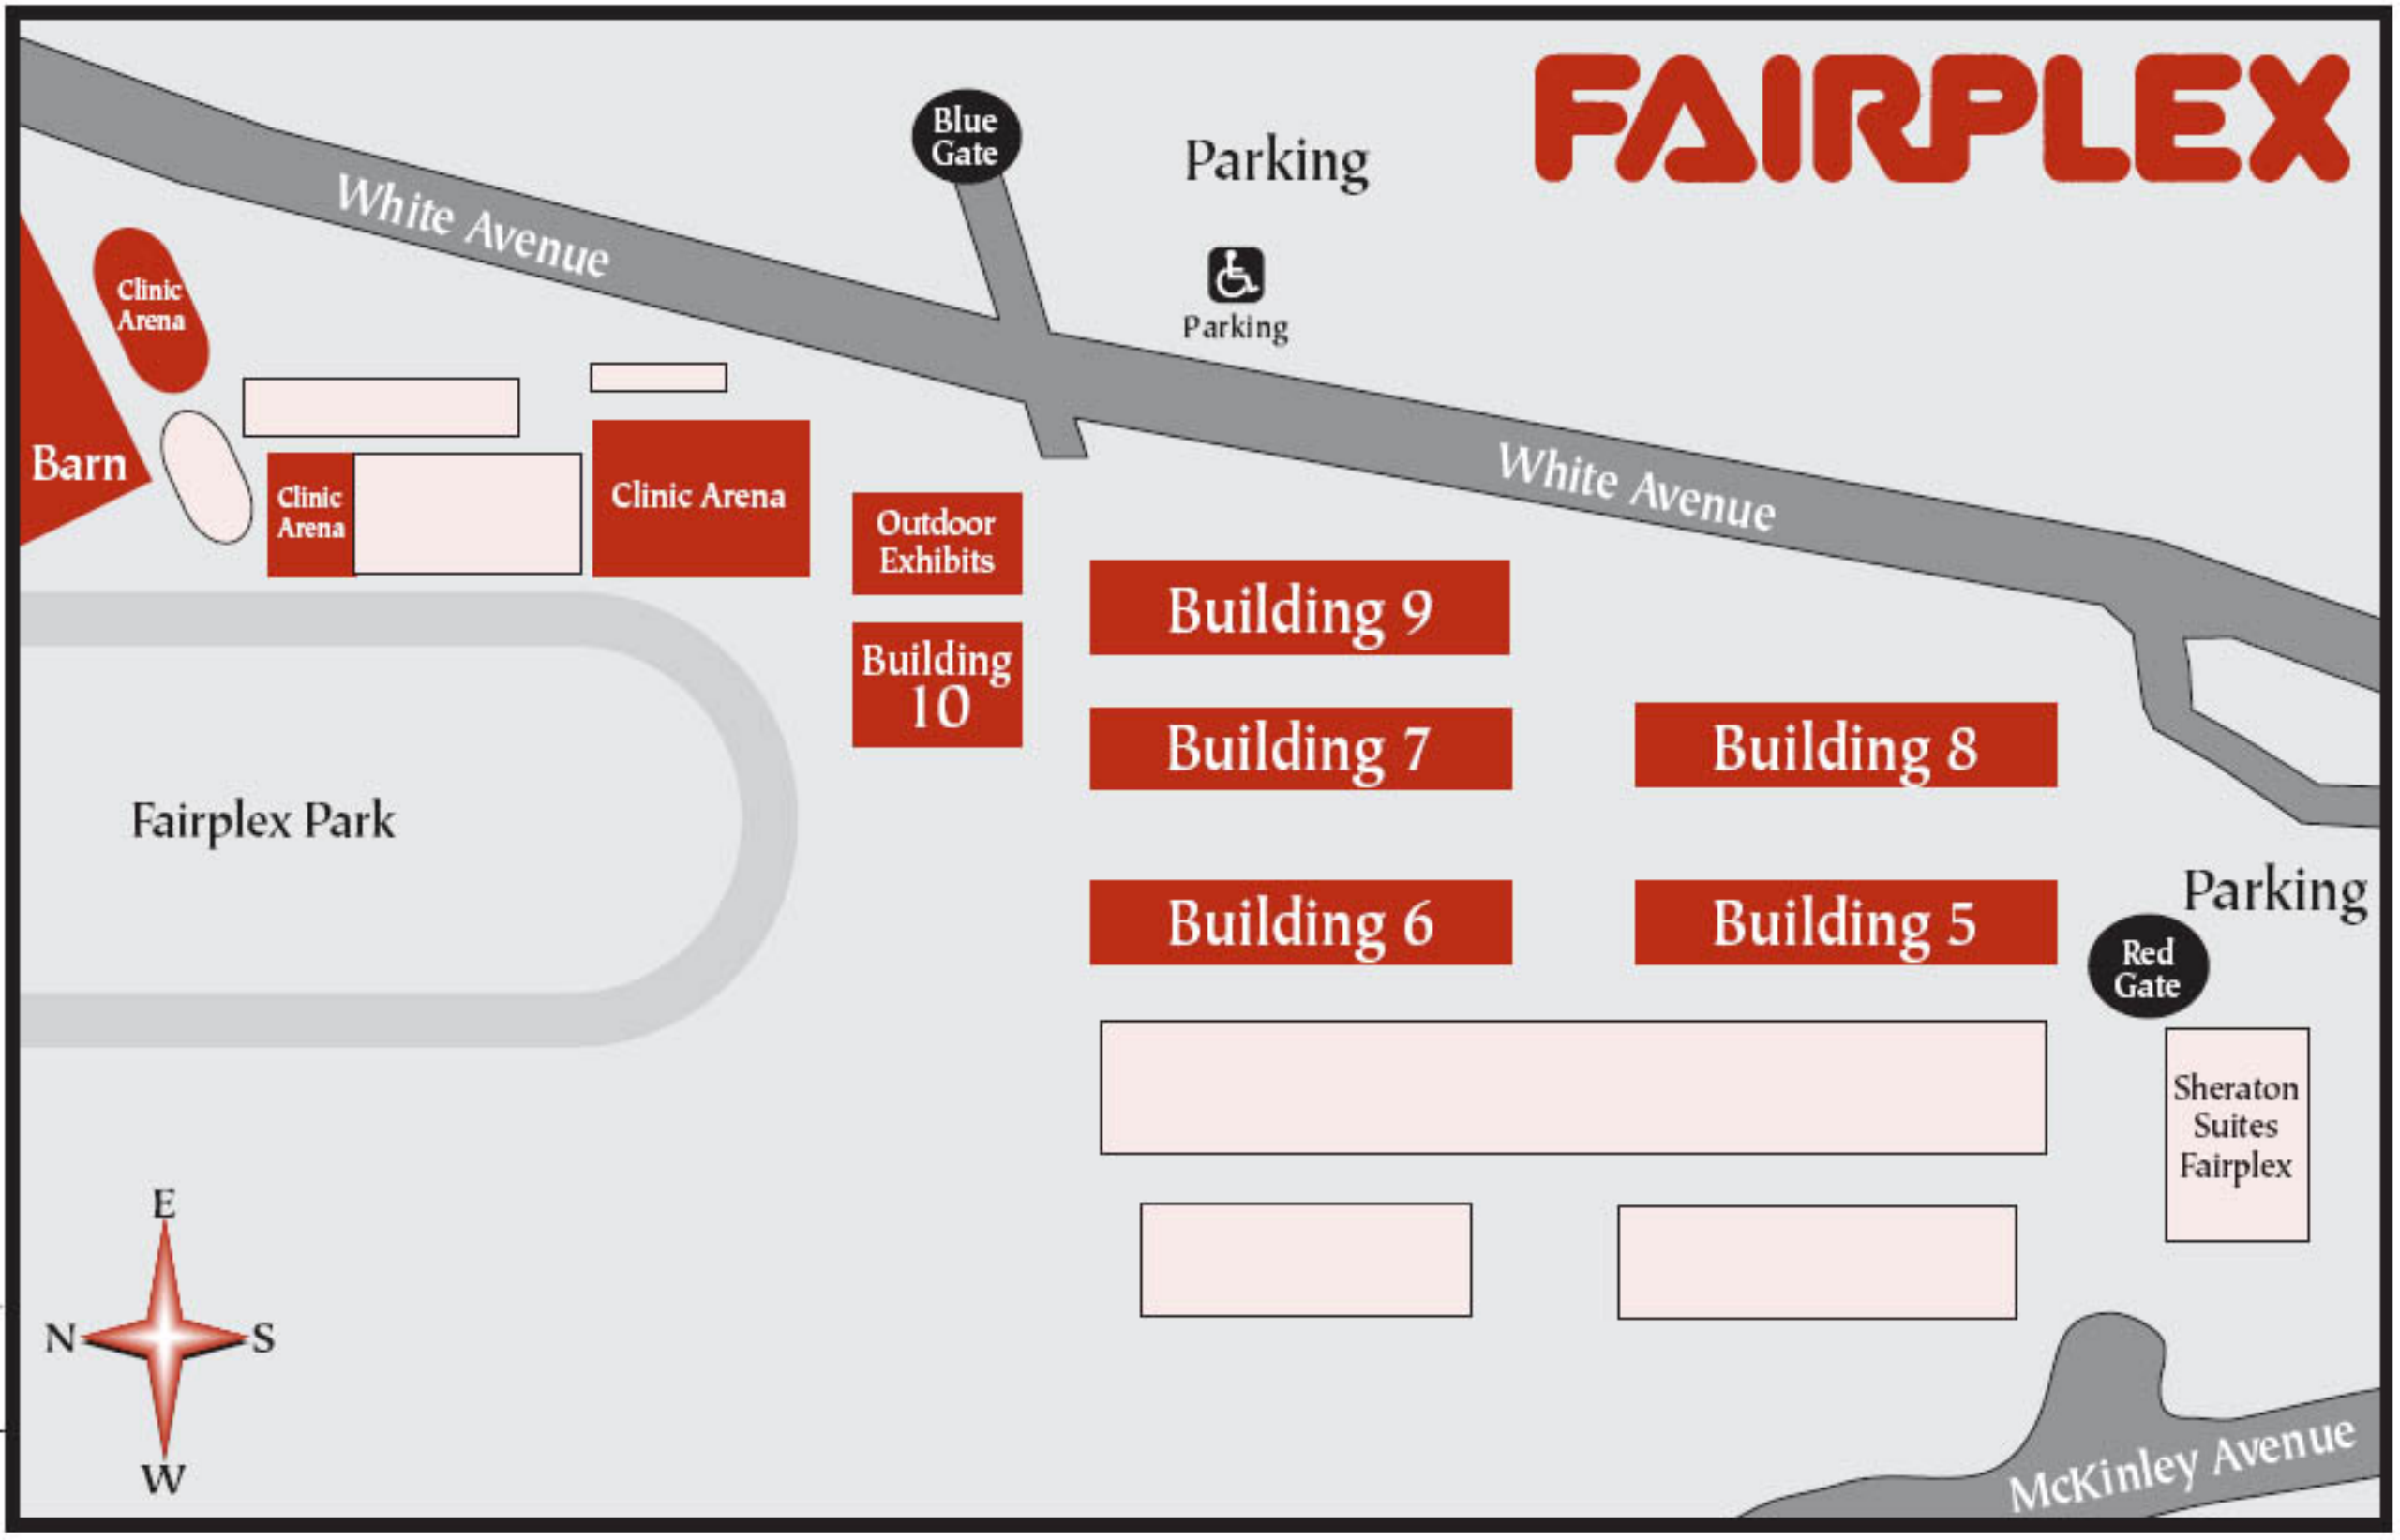 FAIRPLEX
Blue
Gate
Parking
White Avenue
Parking
Clinic
Arena
Barn
Clinic
Arena
Clinic Arena
Outdoor
Exhibits
White Avenue
Building 9
Building
10
Building 7
Building 8
Fairplex Park
Building 6
Building 5
Parking
Red
Gate
Sheraton
Suites
Fairplex
E
N
S
W
McKinley Avenue